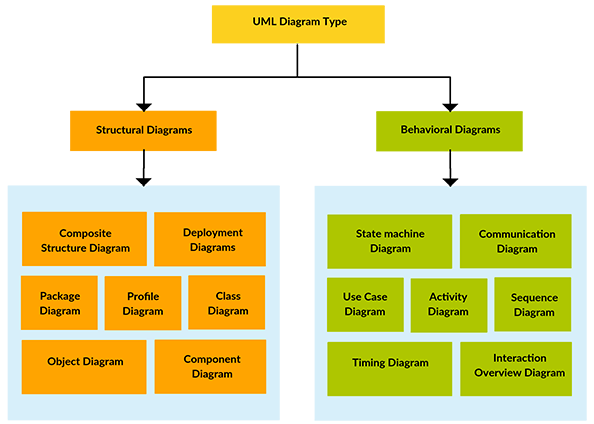 UML Diagram Type
Structural Diagrams
Behavioral Diagrams
Composite
Structure Diagram
Deployment
Diagrams
Package
Diagram
Profile
Diagram
Class
Diagram
Object Diagram
Component
Diagram
State machine
Diagram
Communication
Diagram
Use Case
Diagram
Activity
Diagram
Sequence
Diagram
Timing Diagram
Interaction
Overview Diagram